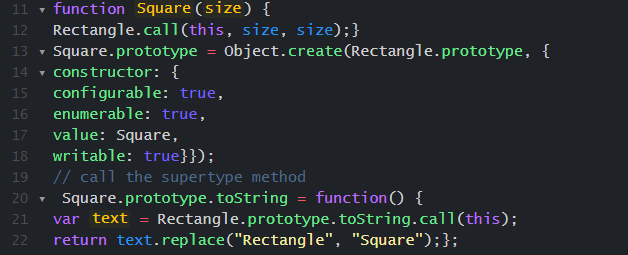 11 function Square(size) {
12 Rectangle.call(this, size, size);}
13 Square.prototype = Object.create(Rectangle.prototype, {
14 constructor: {
15 configurable: true,
16 enumerable: true,
17 value: Square,
18 writable: true}});
19 // call the supertype method
20 Square.prototype.toString = function() {
21 var text = Rectangle.prototype.toString.call(this);
22 return text.replace("Rectangle", "Square");};